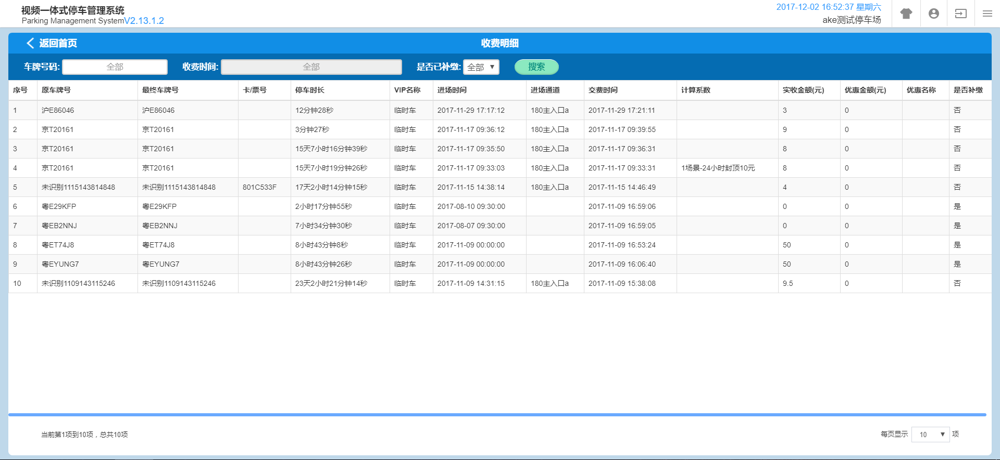 视频一体式停车管理系统
Parking Management SystemV2.13.1.2
2017-12-02 16:52:37 星期六
ake测试停车场
返回首页 收费明细
车牌号码: 全部 收费时间: 全部 是否已补缴: 全部 ▼ 搜索
序号 原车牌号 最终车牌号 卡/票号 停车时长 VIP名称 进场时间 进场通道 交费时间 计算系数 实收金额(元) 优惠金额(元) 优惠名称 是否补缴
1 沪E86046 沪E86046 12分钟28秒 临时车 2017-11-29 17:17:12 180主入口a 2017-11-29 17:21:11 3 0 否
2 京T20161 京T20161 3分钟27秒 临时车 2017-11-17 09:36:12 180主入口a 2017-11-17 09:39:55 9 0 否
3 京T20161 京T20161 15天7小时16分钟39秒 临时车 2017-11-17 09:35:50 180主入口a 2017-11-17 09:36:31 8 0 否
4 京T20161 京T20161 15天7小时19分钟26秒 临时车 2017-11-17 09:33:03 180主入口a 2017-11-17 09:33:31 1场景-24小时封顶10元 8 0 否
5 未识别1115143814848 未识别1115143814848 801C533F 17天2小时14分钟15秒 临时车 2017-11-15 14:38:14 180主入口a 2017-11-15 14:46:49 4 0 否
6 粤E29KFP 粤E29KFP 2小时17分钟55秒 临时车 2017-08-10 09:30:00 2017-11-09 16:59:06 0 0 是
7 粤EB2NNJ 粤EB2NNJ 7小时34分钟30秒 临时车 2017-08-07 09:30:00 2017-11-09 16:59:05 0 0 是
8 粤ET74J8 粤ET74J8 8小时43分钟8秒 临时车 2017-11-09 00:00:00 2017-11-09 16:53:24 50 0 是
9 粤EYUNG7 粤EYUNG7 8小时43分钟26秒 临时车 2017-11-09 00:00:00 2017-11-09 16:06:40 50 0 是
10 未识别1109143115246 未识别1109143115246 23天2小时21分钟14秒 临时车 2017-11-09 14:31:15 180主入口a 2017-11-09 15:38:08 9.5 0 否
当前第1项到10项，总共10项 每页显示 10 ▼ 项